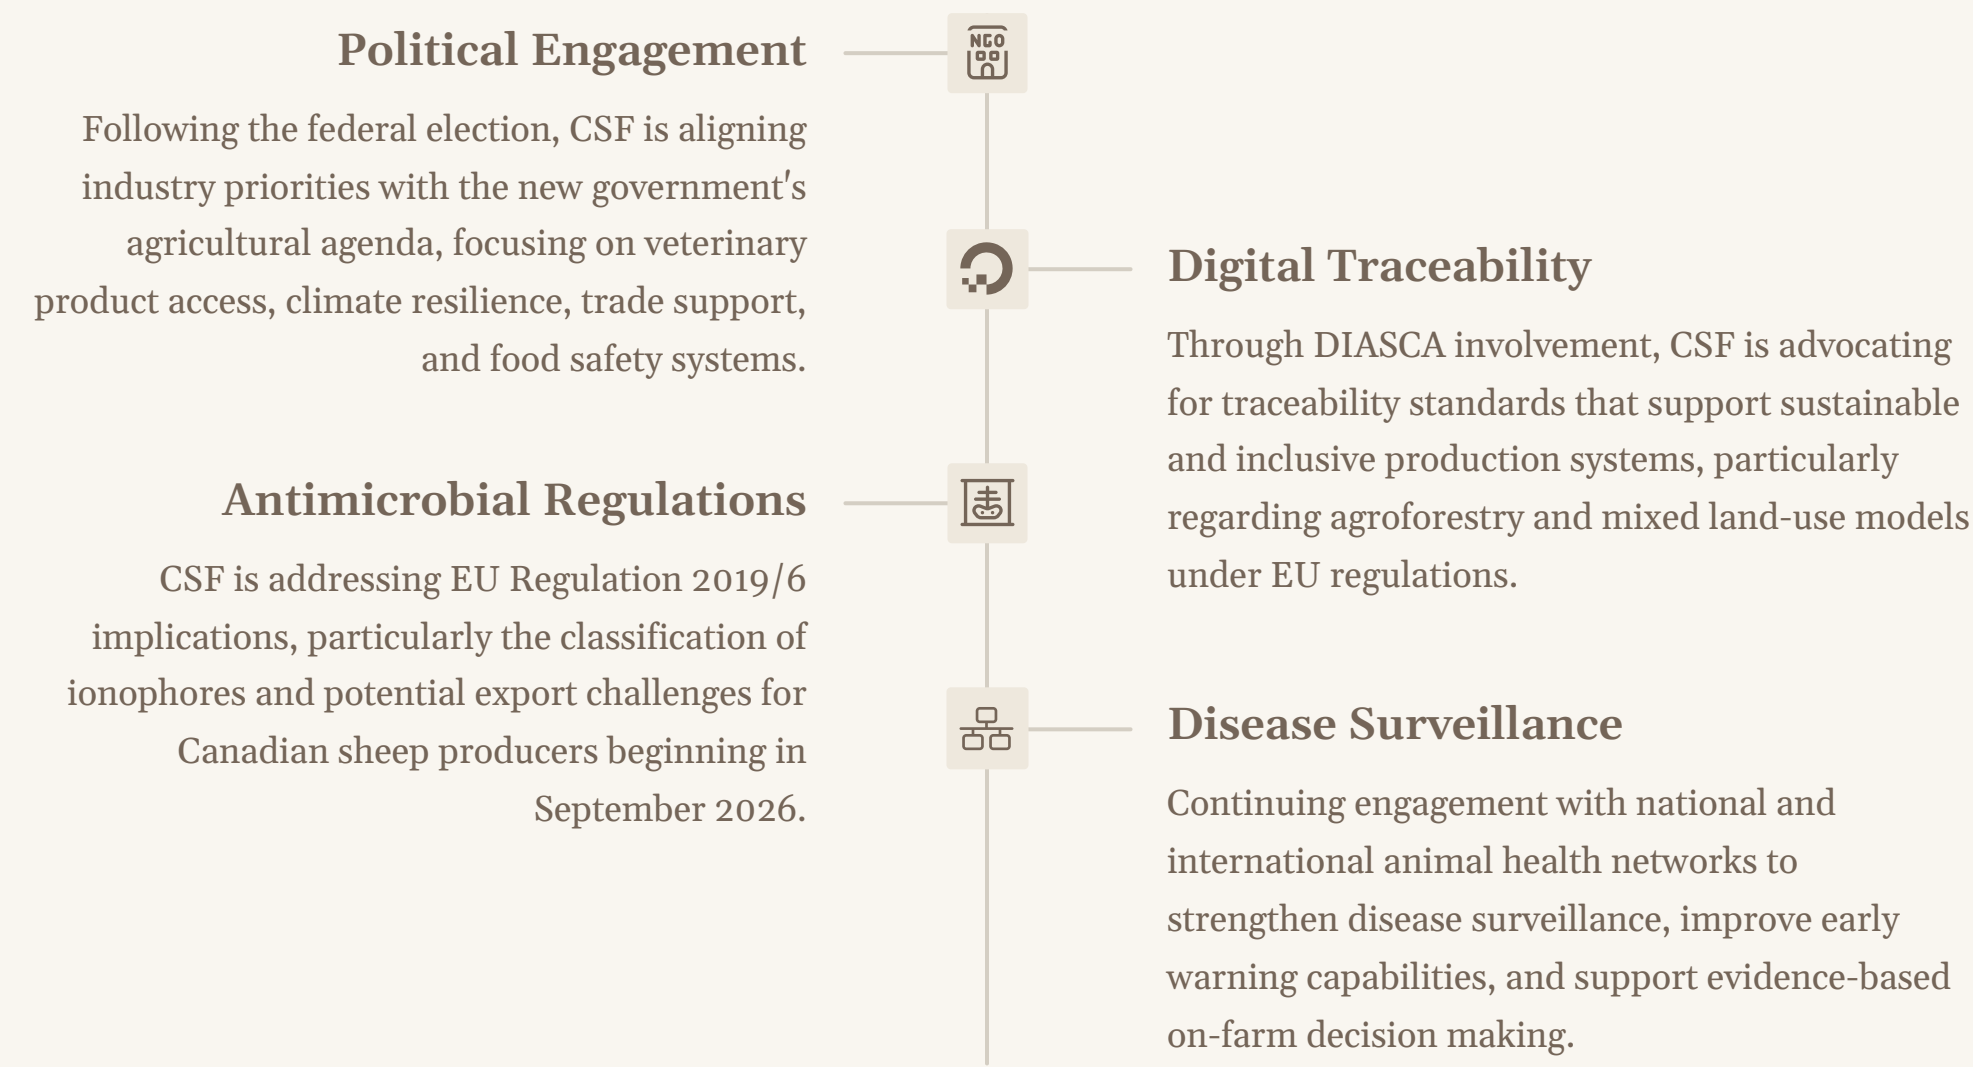 Political Engagement
NGO
Following the federal election, CSF is aligning
industry priorities with the new government's
agricultural agenda, focusing on veterinary
product access, climate resilience, trade support,
and food safety systems.
Digital Traceability
Through DIASCA involvement, CSF is advocating
for traceability standards that support sustainable
and inclusive production systems, particularly
regarding agroforestry and mixed land-use models
under EU regulations.
Antimicrobial Regulations
CSF is addressing EU Regulation 2019/6
implications, particularly the classification of
ionophores and potential export challenges for
Canadian sheep producers beginning in
September 2026.
Disease Surveillance
Continuing engagement with national and
international animal health networks to
strengthen disease surveillance, improve early
warning capabilities, and support evidence-based
on-farm decision making.